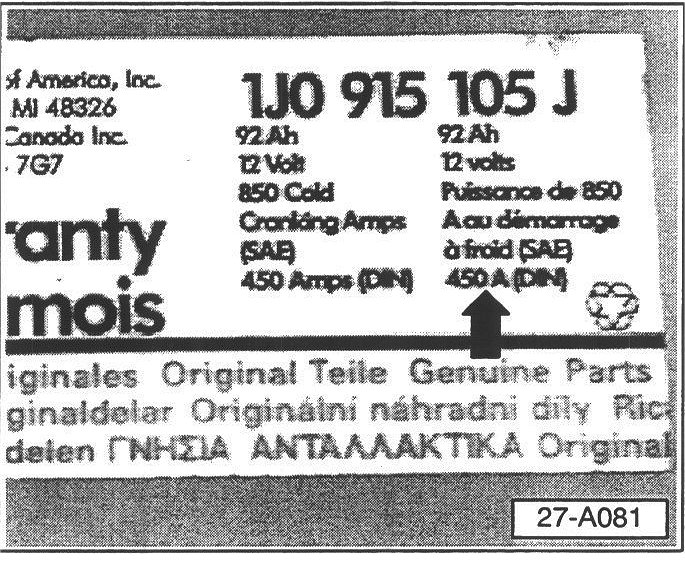 of America, Inc.
MI 48326
Canada Inc.
7G7
ranty
mois
1J0 915 105 J
92 Ah
12 Volt
850 Cold
Cranking Amps
(SAE)
450 Amps (DIN)
92 Ah
12 volts
Puissance de 850
A au démarrage
à froid (SAE)
450 A (DIN)
iginales Original Teile Genuine Parts
ginaldelar Originální náhradni díly Rica
delen ΓΝΗΣΙΑ ΑΝΤΑΛΛΑΚΤΙΚΑ Original
27-A081